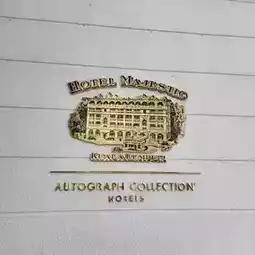 HOTEL MAJESTIC
KUALA LUMPUR
AUTOGRAPH COLLECTION®
HOTELS